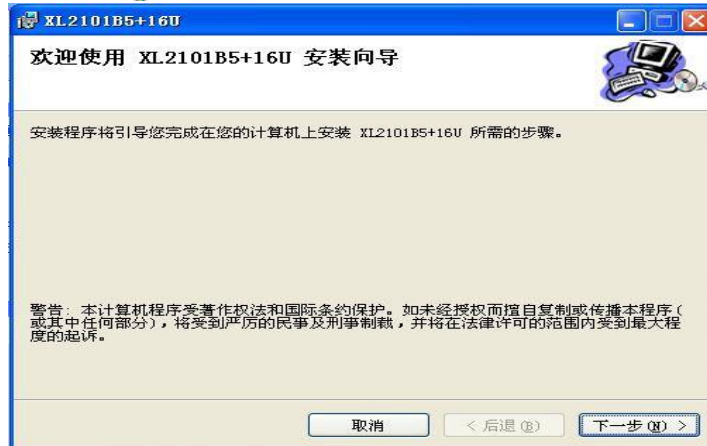 XL2101B5+16U
欢迎使用 XL2101B5+16U 安装向导
安装程序将引导您完成在您的计算机上安装 XL2101B5+16U 所需的步骤。
警告: 本计算机程序受著作权法和国际条约保护。如未经授权而擅自复制或传播本程序(
或其中任何部分),将受到严厉的民事及刑事制裁,并将在法律许可的范围内受到最大程
度的起诉。
取消 < 后退(B) 下一步(N) >